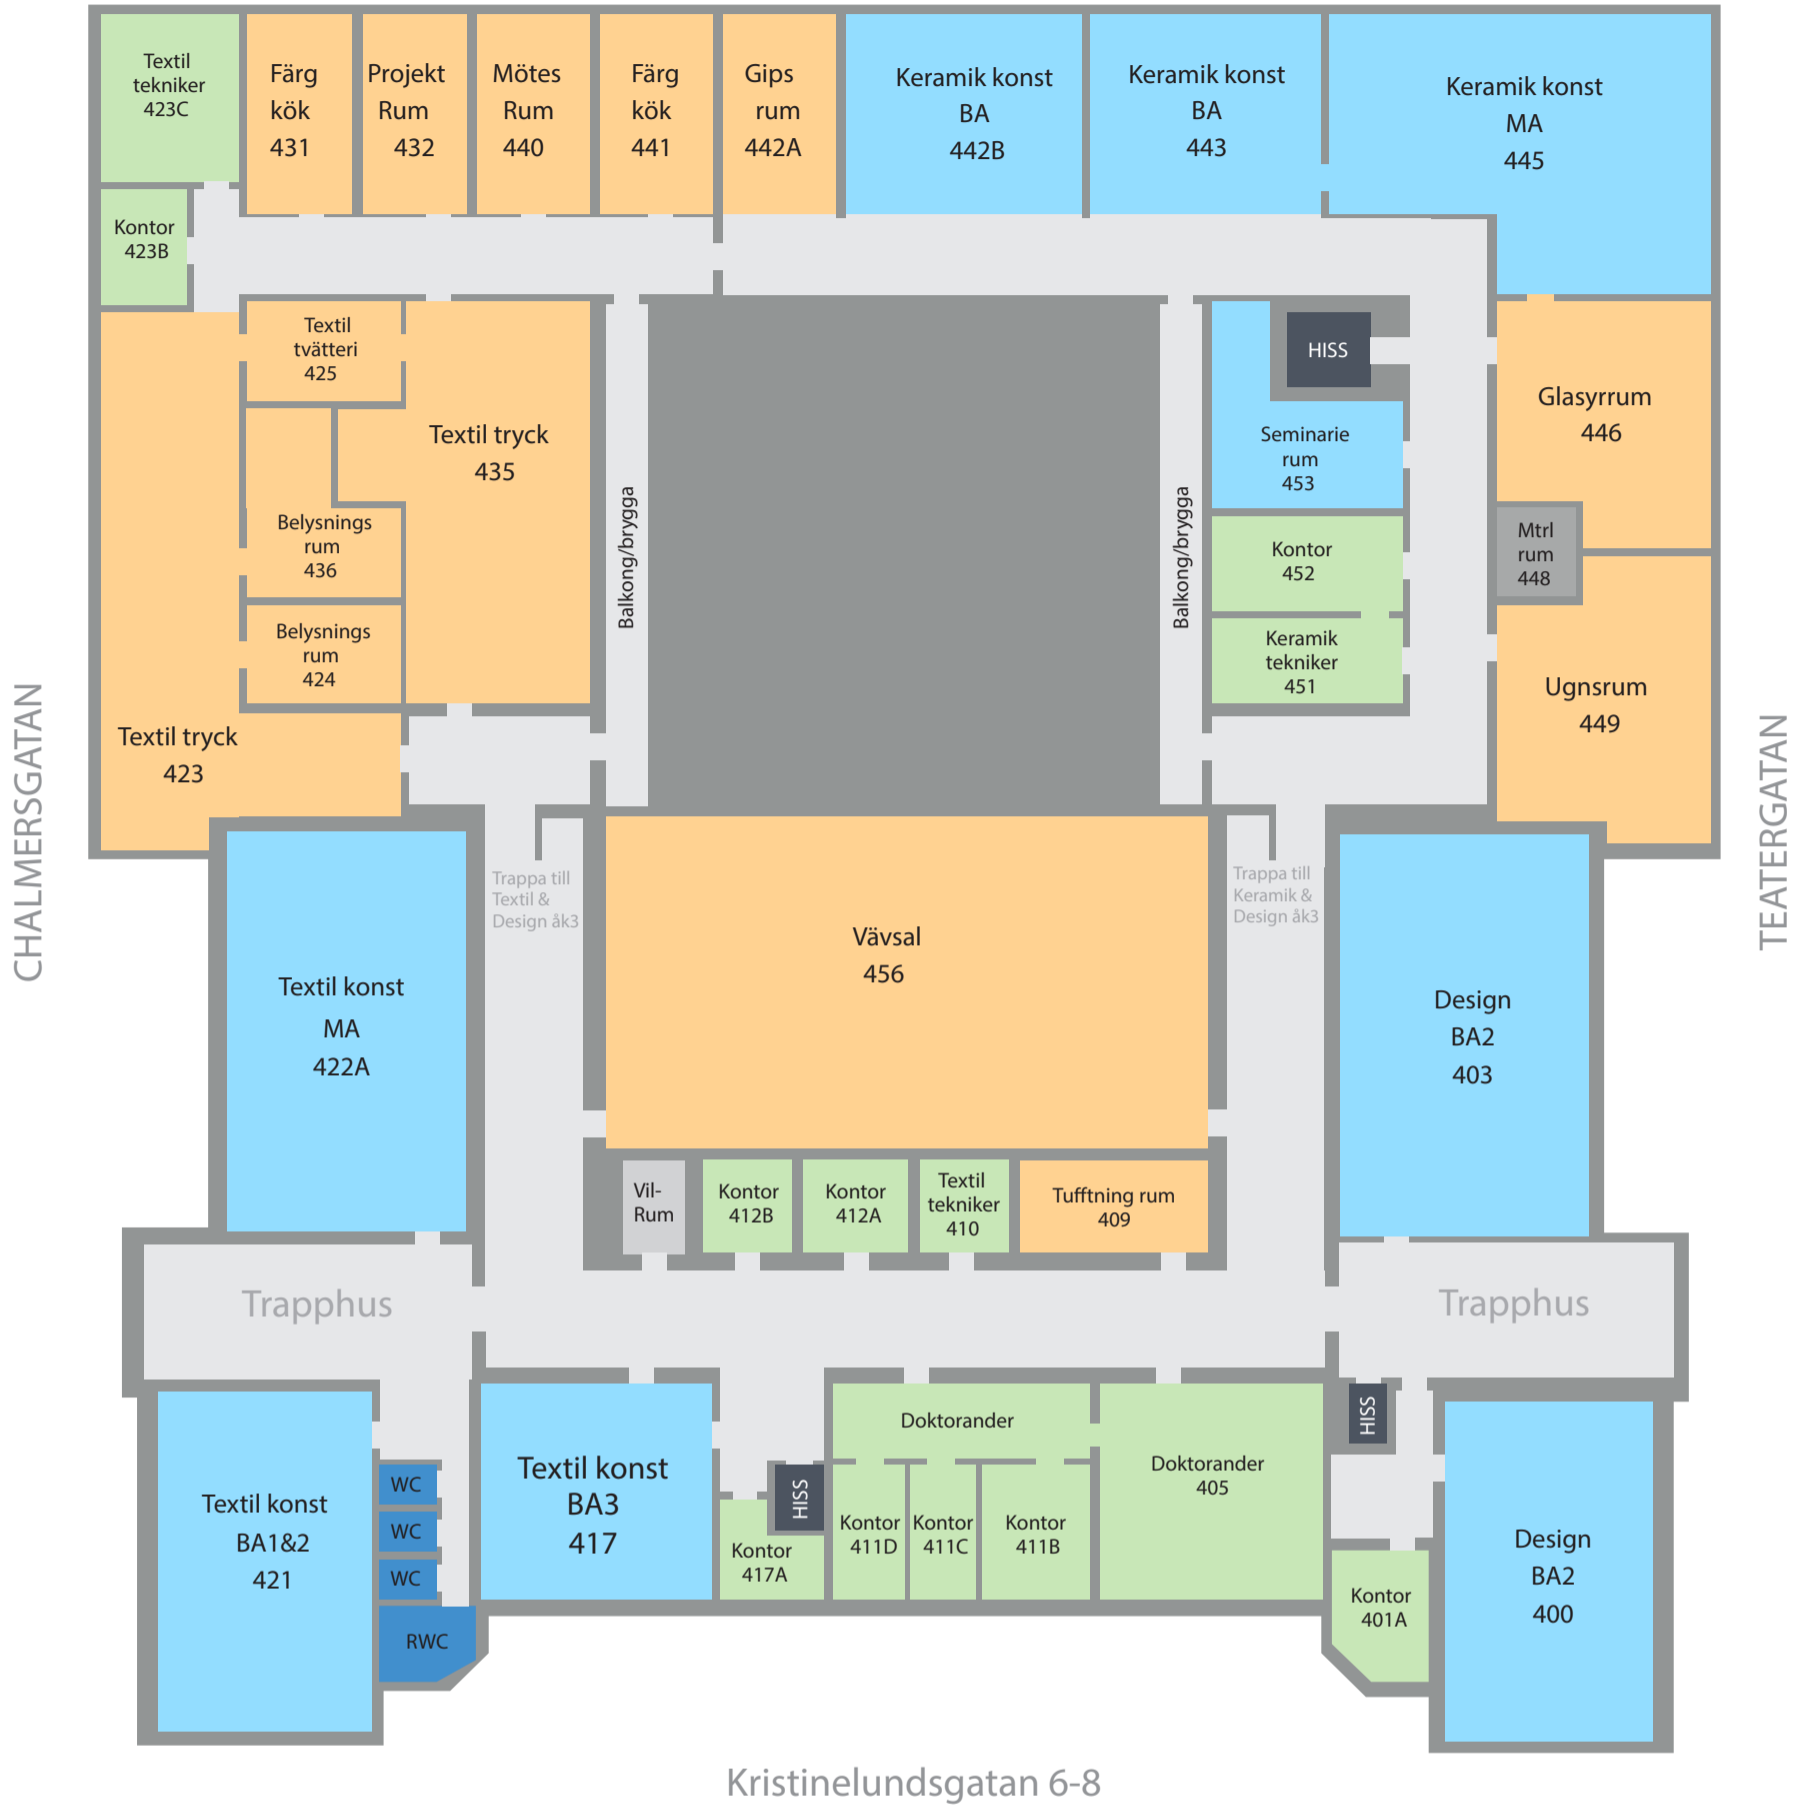 Textil
tekniker
423C
Färg
kök
431
Projekt
Rum
432
Mötes
Rum
440
Färg
kök
441
Gips
rum
442A
Keramik konst
BA
442B
Keramik konst
BA
443
Keramik konst
MA
445
Kontor
423B
Textil
tvätteri
425
Textil tryck
435
Belysnings
rum
436
Belysnings
rum
424
Textil tryck
423
Balkong/brygga
Balkong/brygga
HISS
Seminarie
rum
453
Kontor
452
Keramik
tekniker
451
Glasyrrum
446
Mtrl
rum
448
Ugnsrum
449
CHALMERSGATAN
TEATERGATAN
Trappa till
Textil &
Design åk3
Trappa till
Keramik &
Design åk3
Vävsal
456
Textil konst
MA
422A
Design
BA2
403
Vil-
Rum
Kontor
412B
Kontor
412A
Textil
tekniker
410
Tufftning rum
409
Trapphus
Trapphus
Textil konst
BA1&2
421
WC
WC
WC
RWC
Textil konst
BA3
417
HISS
Kontor
417A
Doktorander
Kontor
411D
Kontor
411C
Kontor
411B
Doktorander
405
HISS
Kontor
401A
Design
BA2
400
Kristinelundsgatan 6-8